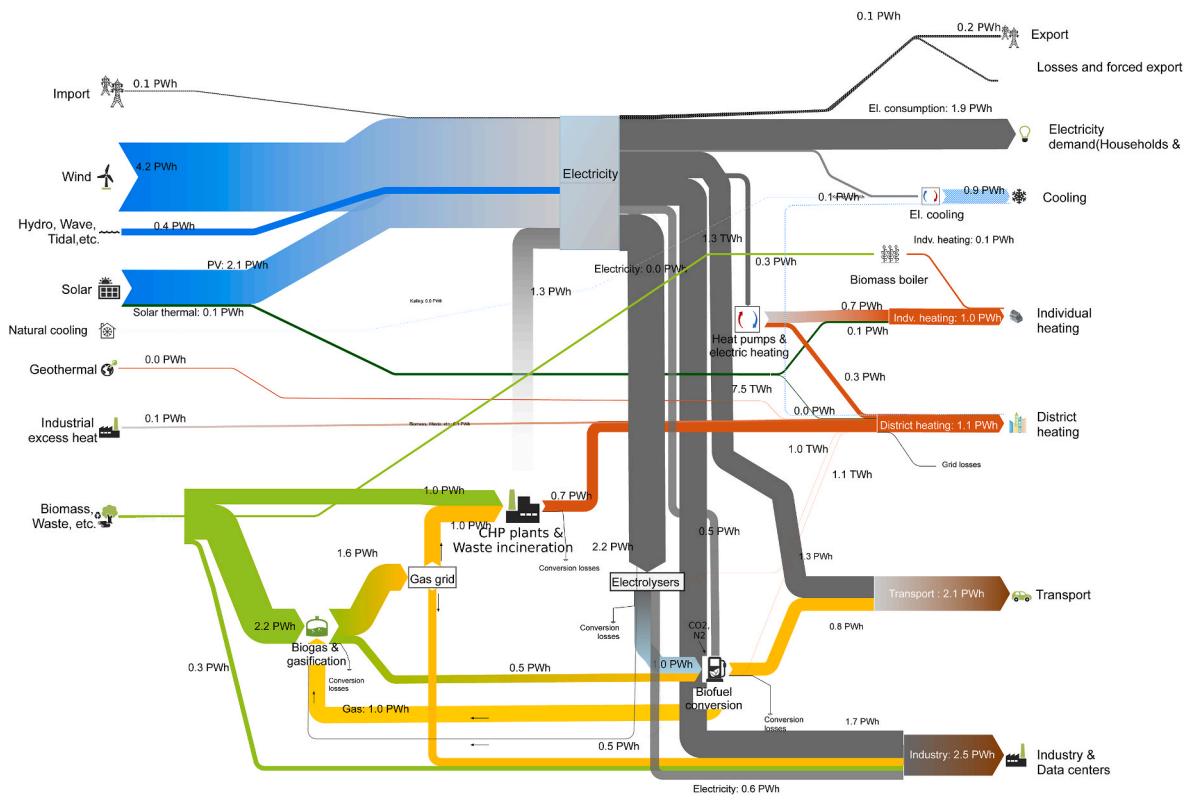 0.1 PWh
0.2 PWh
Export
Losses and forced export
Import
0.1 PWh
El. consumption: 1.9 PWh
Electricity
demand(Households &
Wind
4.2 PWh
Electricity
0.1 PWh
0.9 PWh
Cooling
El. cooling
Hydro, Wave,
Tidal,etc.
0.4 PWh
1.3 TWh
Indv. heating: 0.1 PWh
PV: 2.1 PWh
Electricity: 0.0 PWh
0.3 PWh
Biomass boiler
Solar
1.3 PWh
Kaling: 0.0 PWh
Solar thermal: 0.1 PWh
0.7 PWh
Indv. heating: 1.0 PWh
Individual
heating
Natural cooling
0.1 PWh
Heat pumps &
electric heating
0.0 PWh
Geothermal
0.3 PWh
7.5 TWh
0.1 PWh
0.0 PWh
Industrial
excess heat
Biomass, Waste, etc: 0.1 PWh
District heating: 1.1 PWh
District
heating
1.0 TWh
1.1 TWh
Grid losses
Biomass,
Waste, etc.
1.0 PWh
0.7 PWh
1.0 PWh
CHP plants &
Waste incineration
0.5 PWh
1.6 PWh
2.2 PWh
1.3 PWh
Conversion losses
Gas grid
Electrolysers
Transport : 2.1 PWh
Transport
2.2 PWh
Conversion
losses
CO2,
N2
0.8 PWh
Biogas &
gasification
0.3 PWh
0.5 PWh
1.0 PWh
Conversion
losses
Biofuel
conversion
Gas: 1.0 PWh
Conversion
losses
1.7 PWh
0.5 PWh
Industry: 2.5 PWh
Industry &
Data centers
Electricity: 0.6 PWh